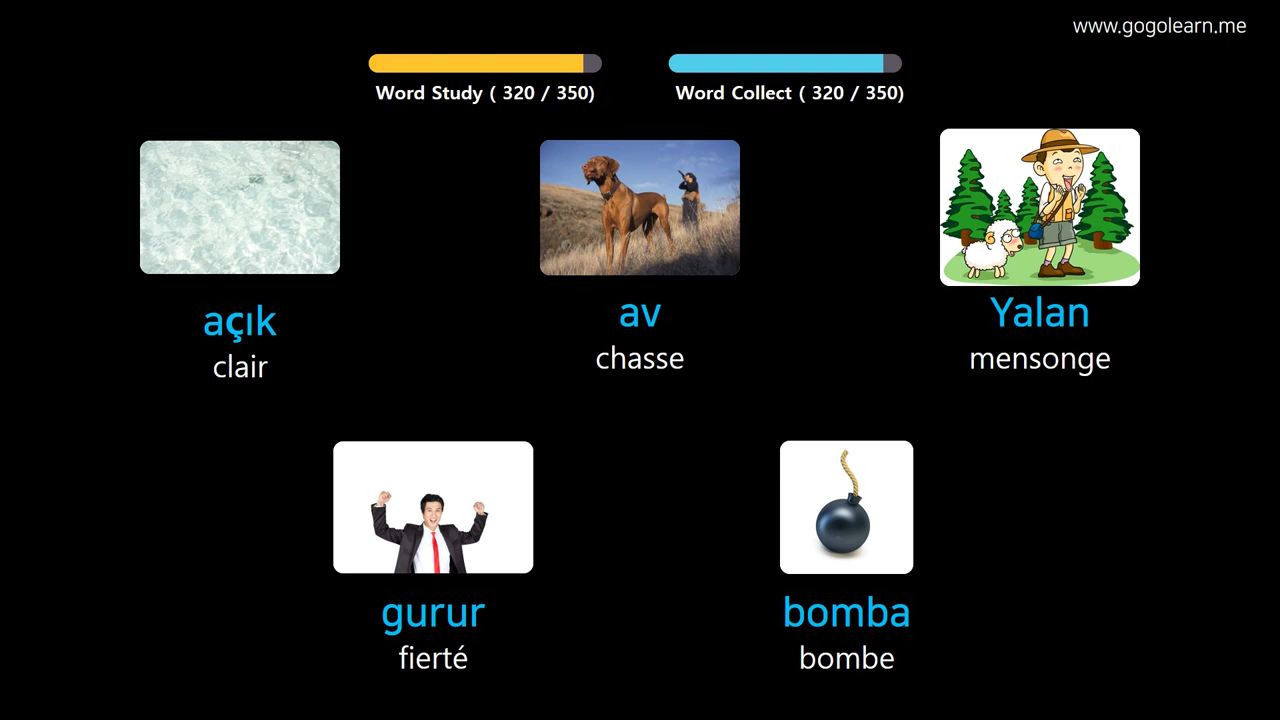 www.gogolearn.me
Word Study ( 320 / 350)
Word Collect ( 320 / 350)
açık
clair
av
chasse
Yalan
mensonge
gurur
fierté
bomba
bombe